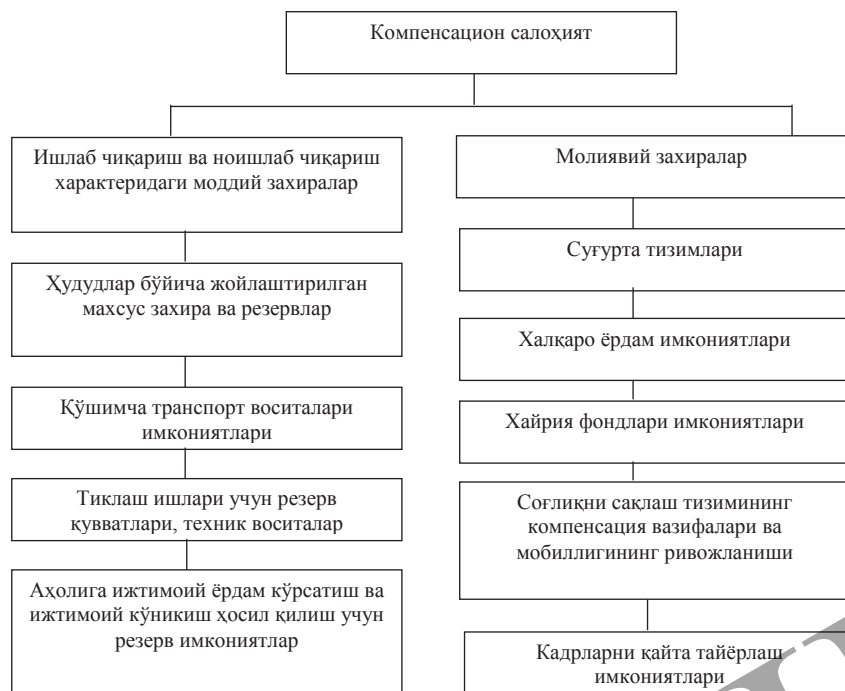 Компенсацион салоҳият
Ишлаб чиқариш ва ноишлаб чиқариш
характеридаги моддий захиралар
Ҳудудлар бўйича жойлаштирилган
махсус захира ва резервлар
Қўшимча транспорт воситалари
имкониятлари
Тиклаш ишлари учун резерв
қувватлари, техник воситалар
Аҳолига ижтимоий ёрдам кўрсатиш ва
ижтимоий кўникиш ҳосил қилиш учун
резерв имкониятлар
Молиявий захиралар
Суғурта тизимлари
Халқаро ёрдам имкониятлари
Хайрия фондлари имкониятлари
Соғлиқни сақлаш тизимининг
компенсация вазифалари ва
мобиллигининг ривожланиши
Кадрларни қайта тайёрлаш
имкониятлари